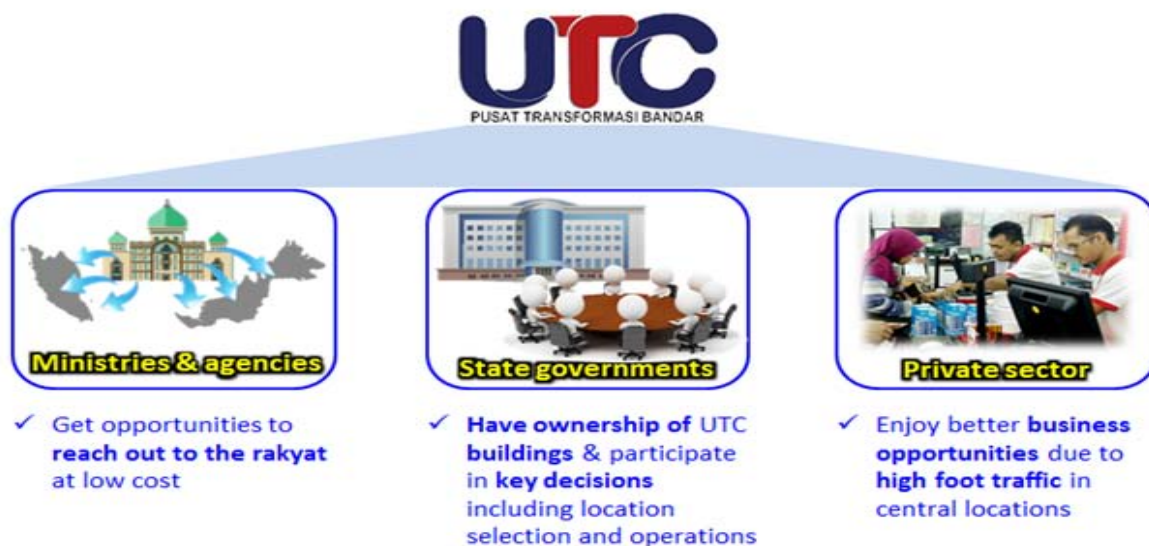 UTC
PUSAT TRANSFORMASI BANDAR
Ministries & agencies
✓ Get opportunities to
reach out to the rakyat
at low cost
State governments
✓ Have ownership of UTC
buildings & participate
in key decisions
including location
selection and operations
Private sector
✓ Enjoy better business
opportunities due to
high foot traffic in
central locations